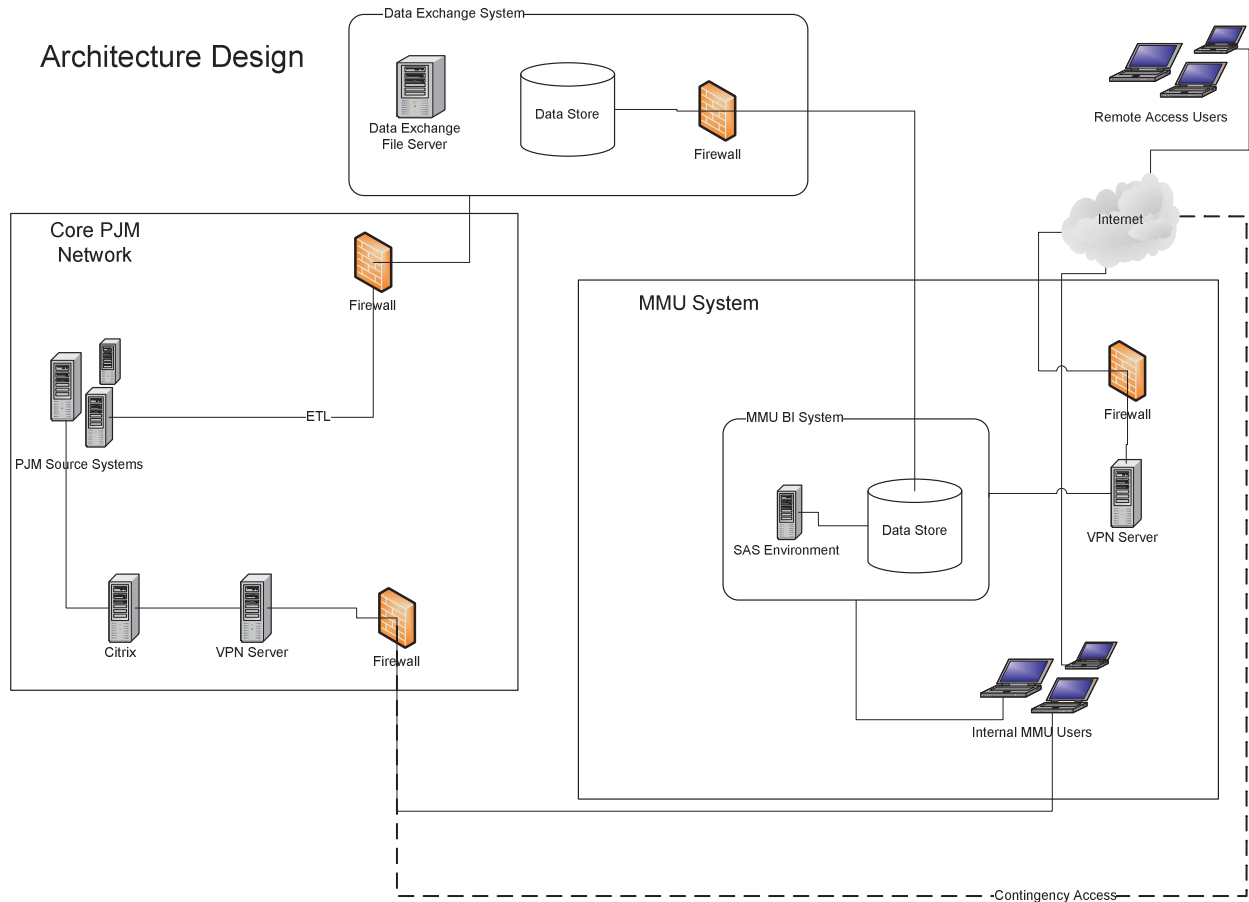 Data Exchange System
Architecture Design
Data Exchange
File Server
Data Store
Firewall
Remote Access Users
Internet
Core PJM
Network
Firewall
ETL
PJM Source Systems
Citrix
VPN Server
Firewall
MMU System
Firewall
MMU BI System
SAS Environment
Data Store
VPN Server
Internal MMU Users
Contingency Access